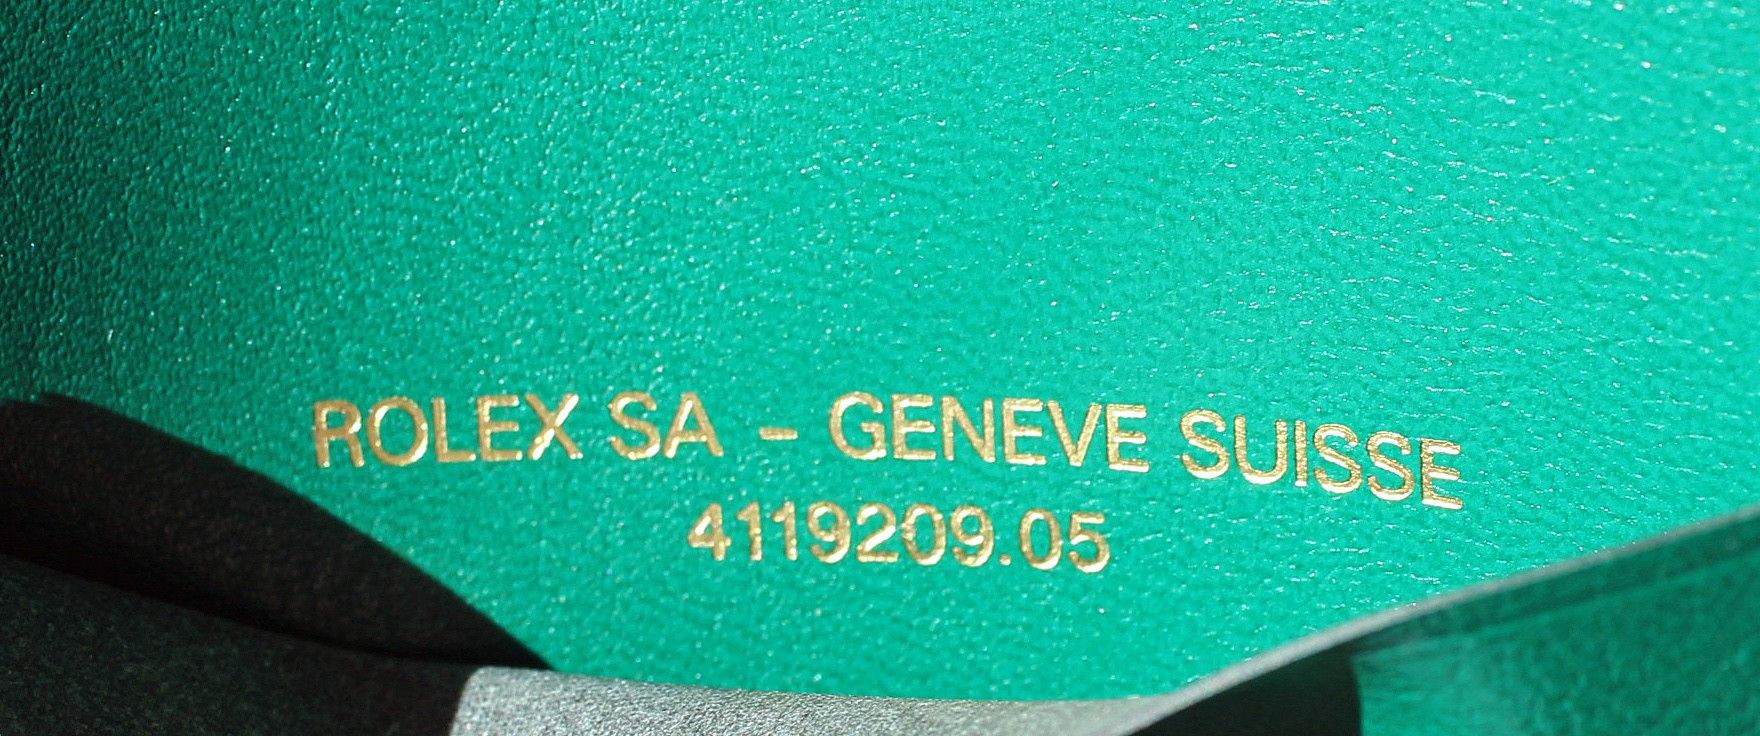 ROLEX SA - GENEVE SUISSE
4119209.05